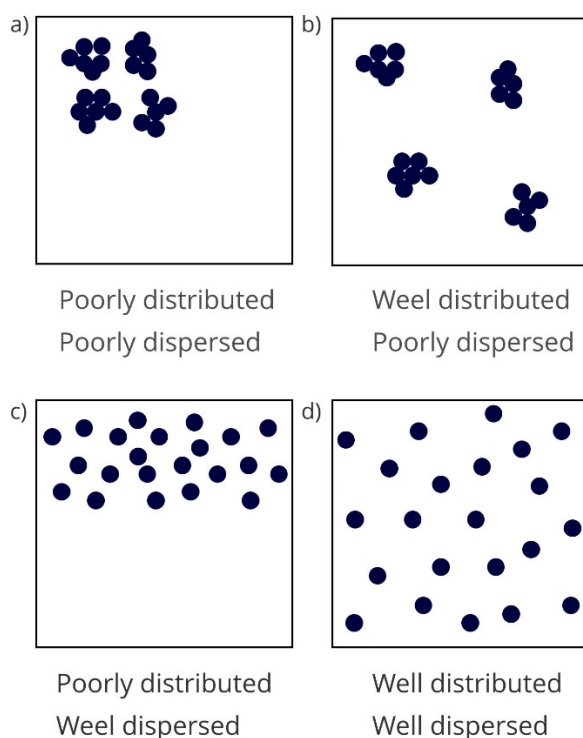 a)
b)
Poorly distributed
Poorly dispersed
Weel distributed
Poorly dispersed
c)
d)
Poorly distributed
Weel dispersed
Well distributed
Well dispersed